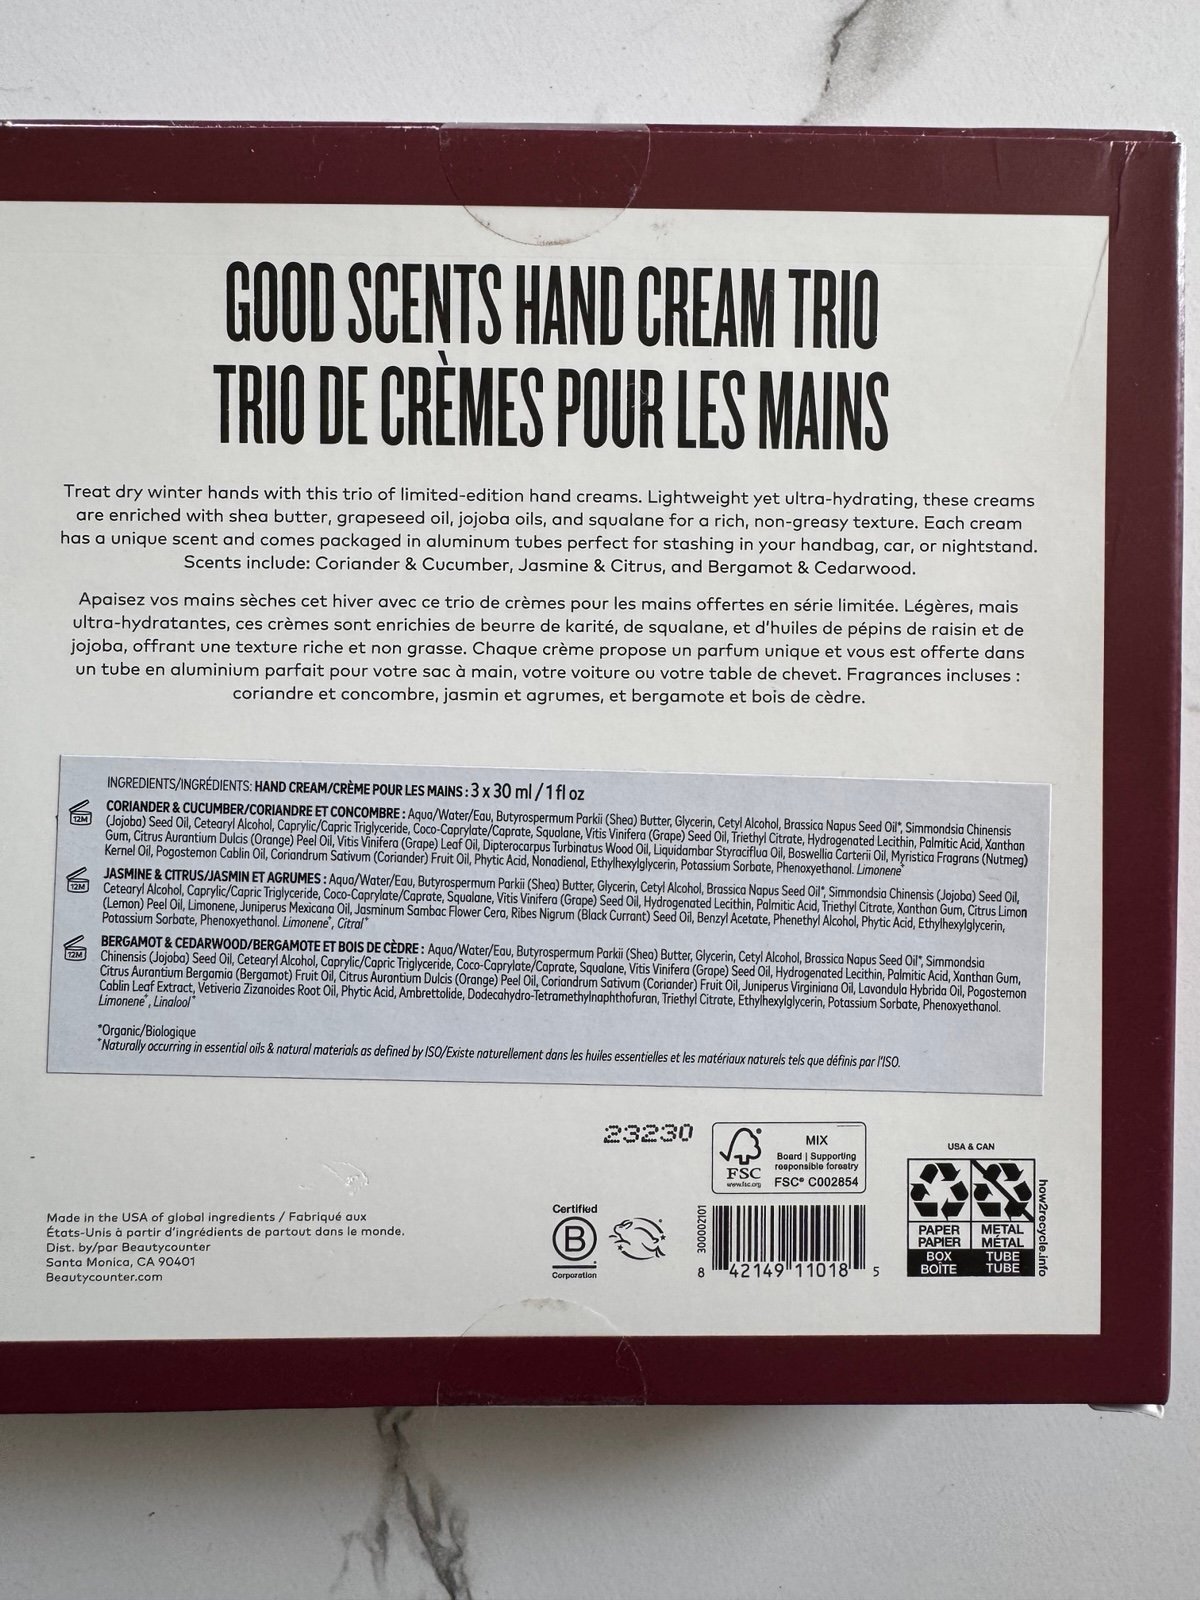 GOOD SCENTS HAND CREAM TRIO
TRIO DE CRÈMES POUR LES MAINS
Treat dry winter hands with this trio of limited-edition hand creams. Lightweight yet ultra-hydrating, these creams
are enriched with shea butter, grapeseed oil, jojoba oils, and squalane for a rich, non-greasy texture. Each cream
has a unique scent and comes packaged in aluminum tubes perfect for stashing in your handbag, car, or nightstand.
Scents include: Coriander & Cucumber, Jasmine & Citrus, and Bergamot & Cedarwood.
Apaisez vos mains sèches cet hiver avec ce trio de crèmes pour les mains offertes en série limitée. Légères, mais
ultra-hydratantes, ces crèmes sont enrichies de beurre de karité, de squalane, et d'huiles de pépins de raisin et de
jojoba, offrant une texture riche et non grasse. Chaque crème propose un parfum unique et vous est offerte dans
un tube en aluminium parfait pour votre sac à main, votre voiture ou votre table de chevet. Fragrances incluses :
coriandre et concombre, jasmin et agrumes, et bergamote et bois de cèdre.
INGREDIENTS/INGRÉDIENTS: HAND CREAM/CRÈME POUR LES MAINS : 3 x 30 ml / 1 fl oz
12M
CORIANDER & CUCUMBER/CORIANDRE ET CONCOMBRE : Aqua/Water/Eau, Butyrospermum Parkii (Shea) Butter, Glycerin, Cetyl Alcohol, Brassica Napus Seed Oil*, Simmondsia Chinensis
(Jojoba) Seed Oil, Cetearyl Alcohol, Caprylic/Capric Triglyceride, Coco-Caprylate/Caprate, Squalane, Vitis Vinifera (Grape) Seed Oil, Triethyl Citrate, Hydrogenated Lecithin, Palmitic Acid, Xanthan
Gum, Citrus Aurantium Dulcis (Orange) Peel Oil, Vitis Vinifera (Grape) Leaf Oil, Dipterocarpus Turbinatus Wood Oil, Liquidambar Styraciflua Oil, Boswellia Carterii Oil, Myristica Fragrans (Nutmeg)
Kernel Oil, Pogostemon Cablin Oil, Coriandrum Sativum (Coriander) Fruit Oil, Phytic Acid, Nonadienal, Ethylhexylglycerin, Potassium Sorbate, Phenoxyethanol. Limonene⁺
12M
JASMINE & CITRUS/JASMIN ET AGRUMES : Aqua/Water/Eau, Butyrospermum Parkii (Shea) Butter, Glycerin, Cetyl Alcohol, Brassica Napus Seed Oil*, Simmondsia Chinensis (Jojoba) Seed Oil,
Cetearyl Alcohol, Caprylic/Capric Triglyceride, Coco-Caprylate/Caprate, Squalane, Vitis Vinifera (Grape) Seed Oil, Hydrogenated Lecithin, Palmitic Acid, Triethyl Citrate, Xanthan Gum, Citrus Limon
(Lemon) Peel Oil, Limonene, Juniperus Mexicana Oil, Jasminum Sambac Flower Cera, Ribes Nigrum (Black Currant) Seed Oil, Benzyl Acetate, Phenethyl Alcohol, Phytic Acid, Ethylhexylglycerin,
Potassium Sorbate, Phenoxyethanol. Limonene⁺, Citral⁺
12M
BERGAMOT & CEDARWOOD/BERGAMOTE ET BOIS DE CÈDRE : Aqua/Water/Eau, Butyrospermum Parkii (Shea) Butter, Glycerin, Cetyl Alcohol, Brassica Napus Seed Oil*, Simmondsia
Chinensis (Jojoba) Seed Oil, Cetearyl Alcohol, Caprylic/Capric Triglyceride, Coco-Caprylate/Caprate, Squalane, Vitis Vinifera (Grape) Seed Oil, Hydrogenated Lecithin, Palmitic Acid, Xanthan Gum,
Citrus Aurantium Bergamia (Bergamot) Fruit Oil, Citrus Aurantium Dulcis (Orange) Peel Oil, Coriandrum Sativum (Coriander) Fruit Oil, Juniperus Virginiana Oil, Lavandula Hybrida Oil, Pogostemon
Cablin Leaf Extract, Vetiveria Zizanoides Root Oil, Phytic Acid, Ambrettolide, Dodecahydro-Tetramethylnaphthofuran, Triethyl Citrate, Ethylhexylglycerin, Potassium Sorbate, Phenoxyethanol.
Limonene⁺, Linalool⁺
*Organic/Biologique
⁺Naturally occurring in essential oils & natural materials as defined by ISO/Existe naturellement dans les huiles essentielles et les matériaux naturels tels que définis par l'ISO.
23230
FSC
www.fsc.org
MIX
Board | Supporting
responsible forestry
FSC® C002854
USA & CAN
PAPER
PAPIER
BOX
BOÎTE
METAL
MÉTAL
TUBE
TUBE
how2recycle.info
Made in the USA of global ingredients / Fabriqué aux
États-Unis à partir d'ingrédients de partout dans le monde.
Dist. by/par Beautycounter
Santa Monica, CA 90401
Beautycounter.com
Certified
B
Corporation
300002101
8 42149 11018 5